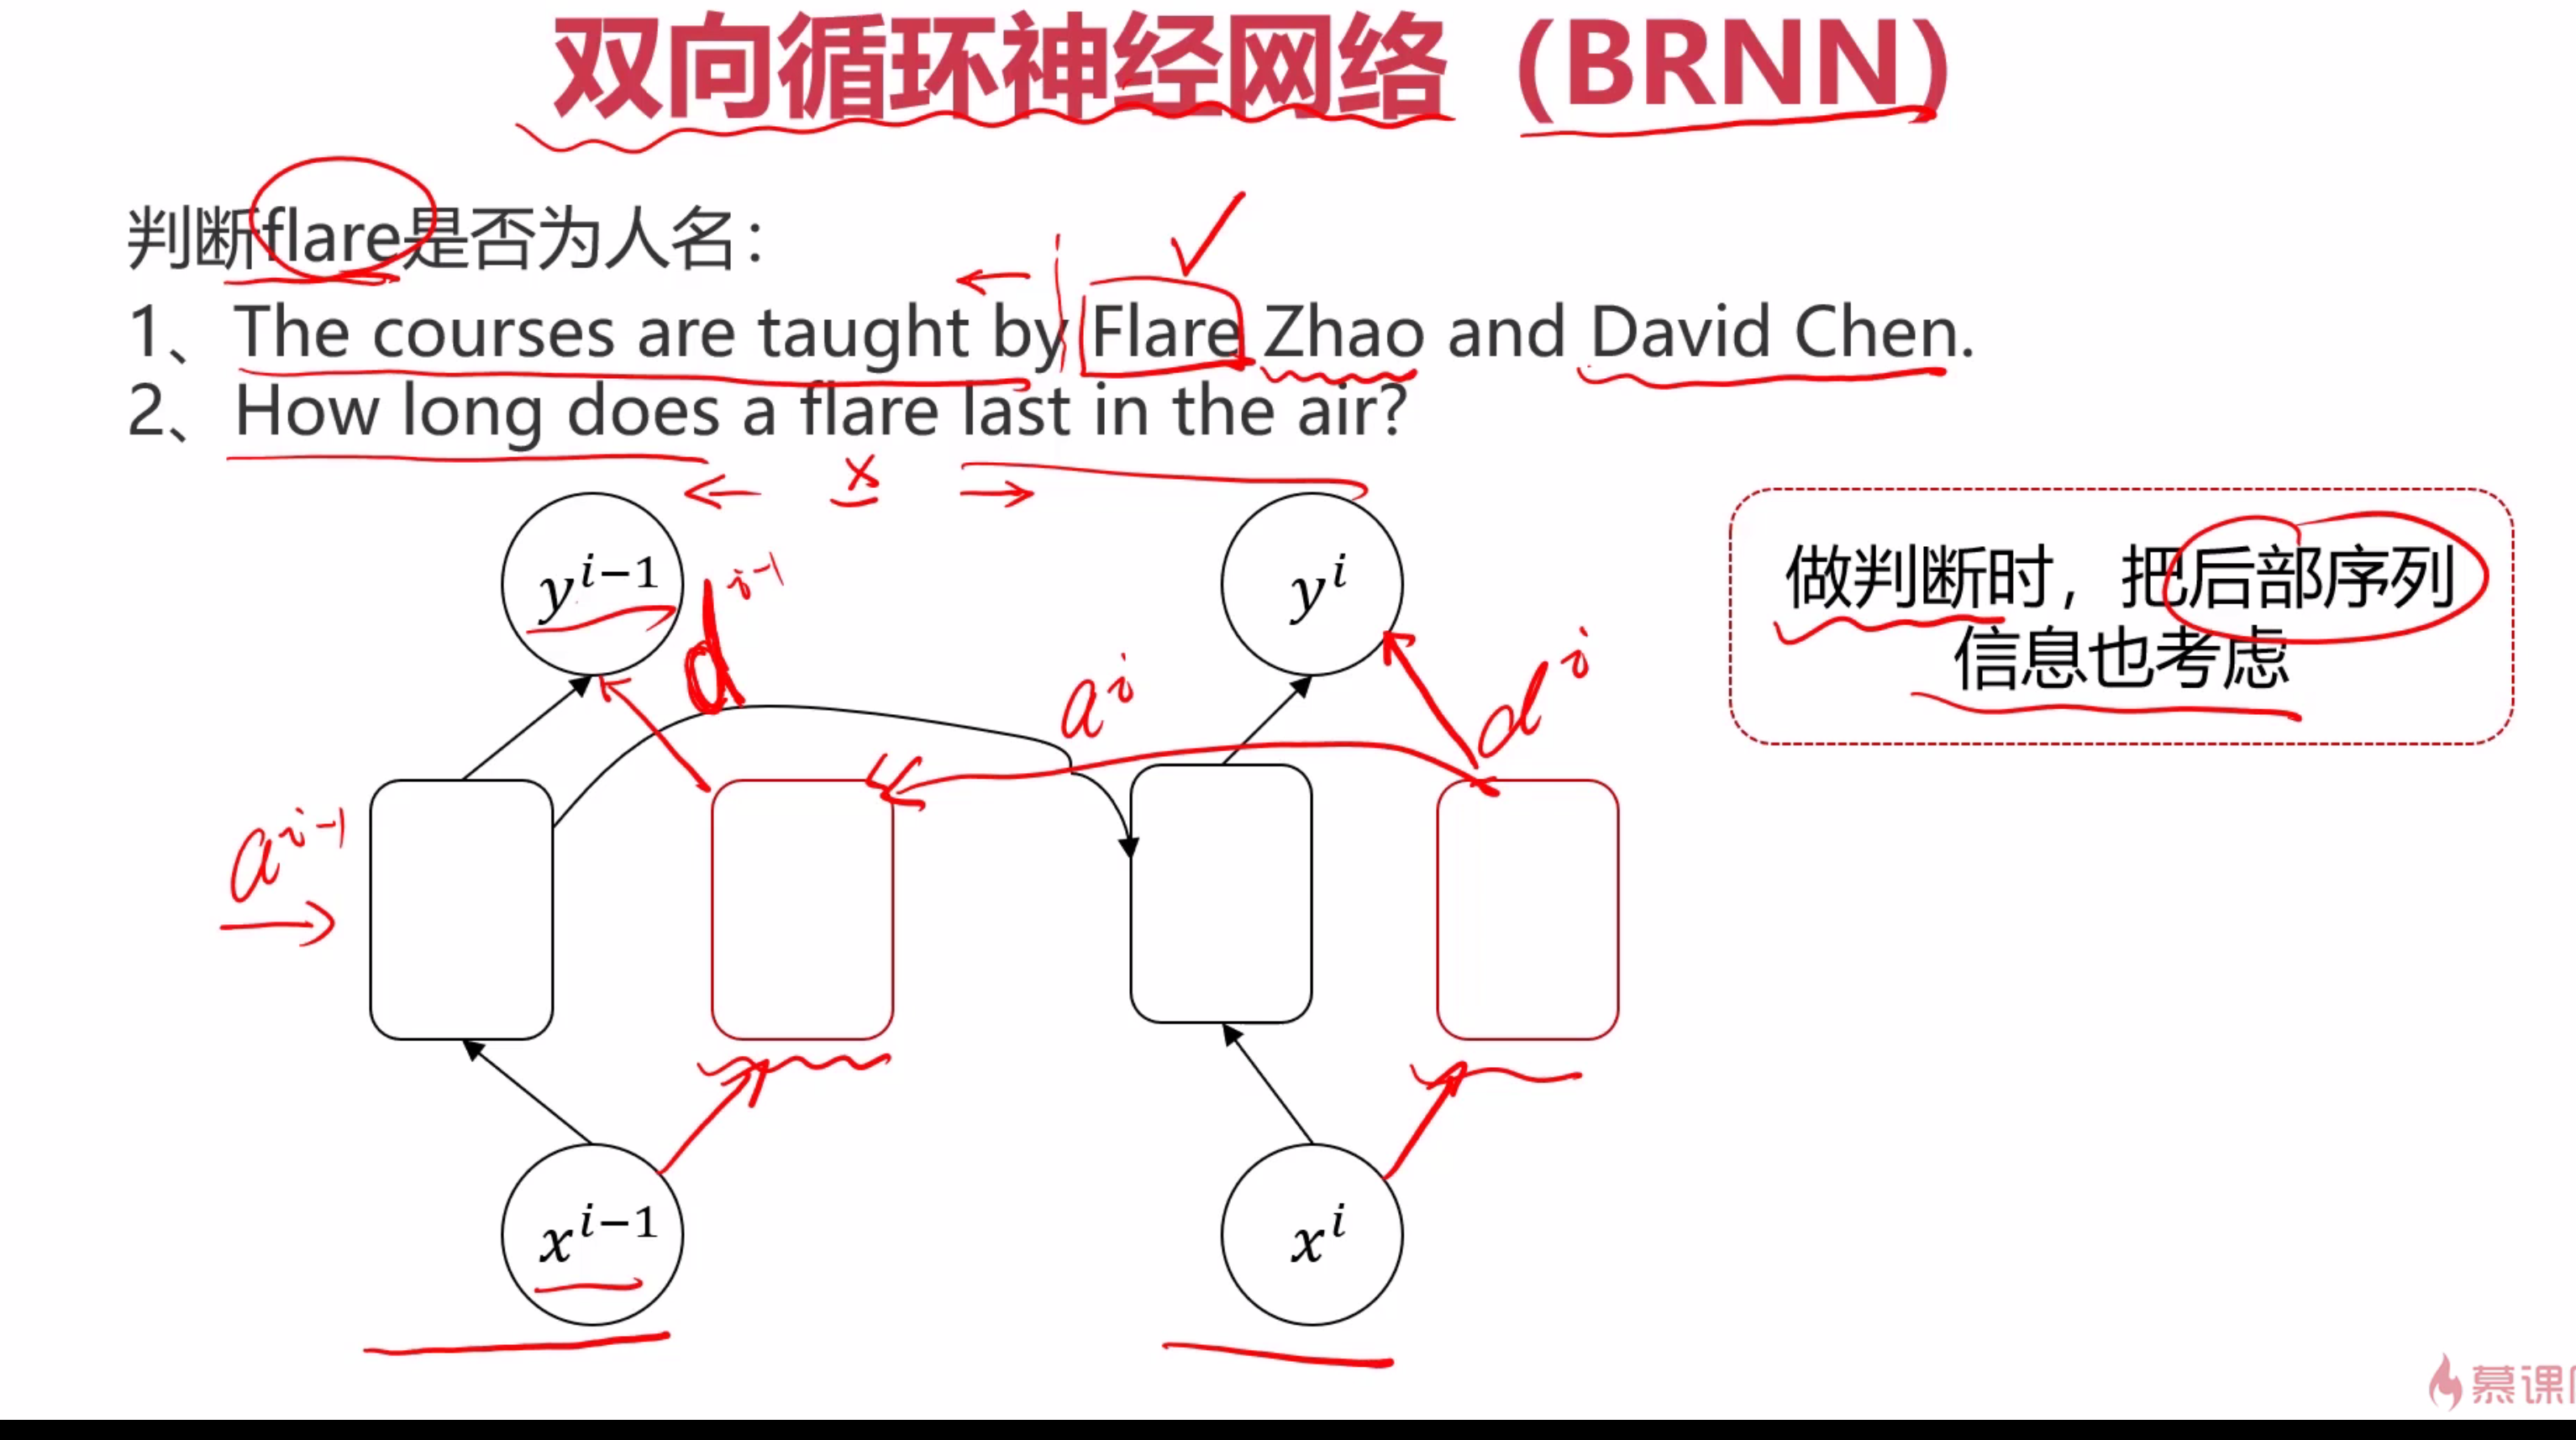 双向循环神经网络（BRNN）
判断flare是否为人名：
1、The courses are taught by Flare Zhao and David Chen.
2、How long does a flare last in the air?
x
y^{i-1}
d^{i-1}
y^i
做判断时，把后部序列
信息也考虑
a^i
d^i
a^{i-1}
x^{i-1}
x^i
慕课